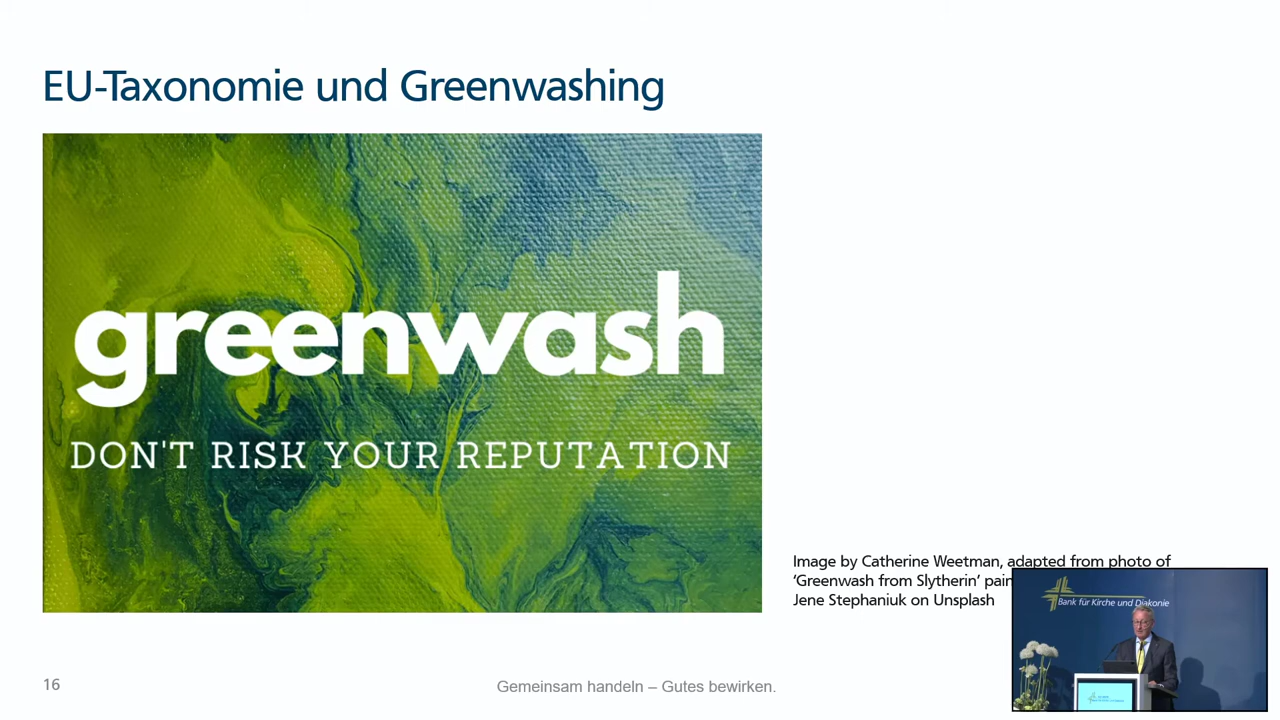 EU-Taxonomie und Greenwashing
greenwash
DON'T RISK YOUR REPUTATION
Image by Catherine Weetman, adapted from photo of
‘Greenwash from Slytherin’
Jene Stephaniuk on Unsplash
Bank für Kirche und Diakonie
16
Gemeinsam handeln – Gutes bewirken.